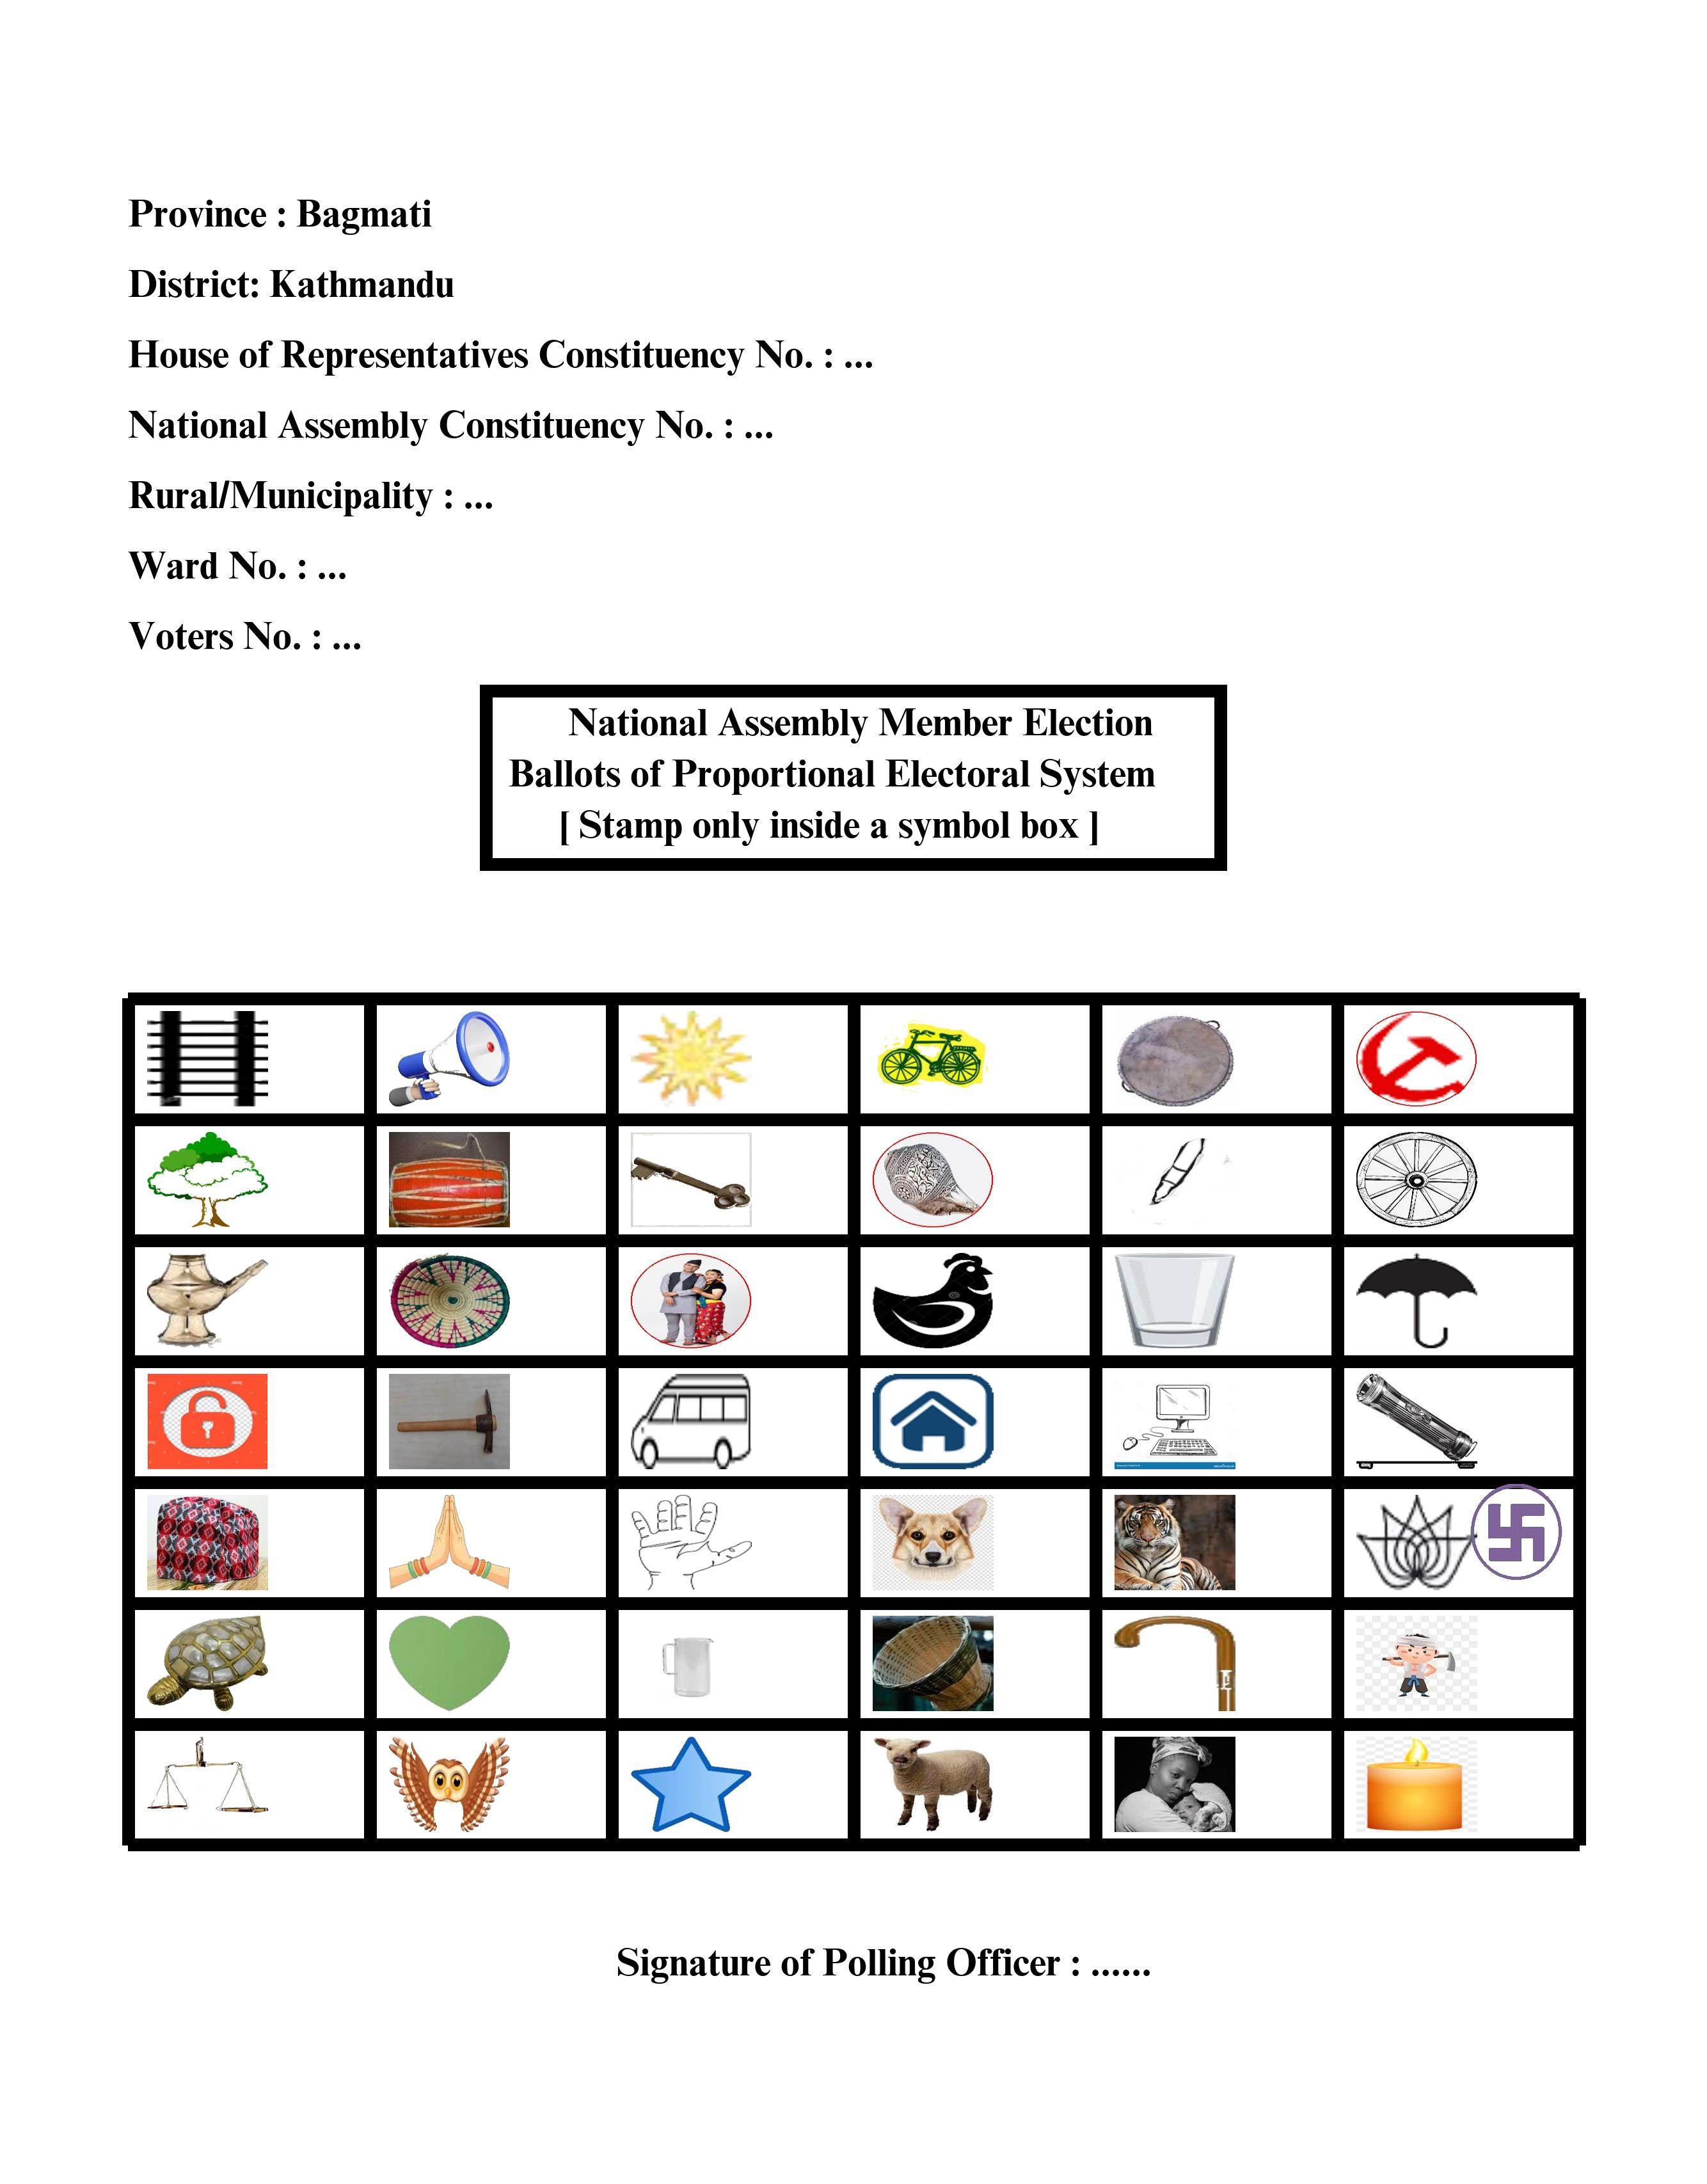 Province : Bagmati
District: Kathmandu
House of Representatives Constituency No. : ...
National Assembly Constituency No. : ...
Rural/Municipality : ...
Ward No. : ...
Voters No. : ...
National Assembly Member Election
Ballots of Proportional Electoral System
[ Stamp only inside a symbol box ]
Signature of Polling Officer : ......